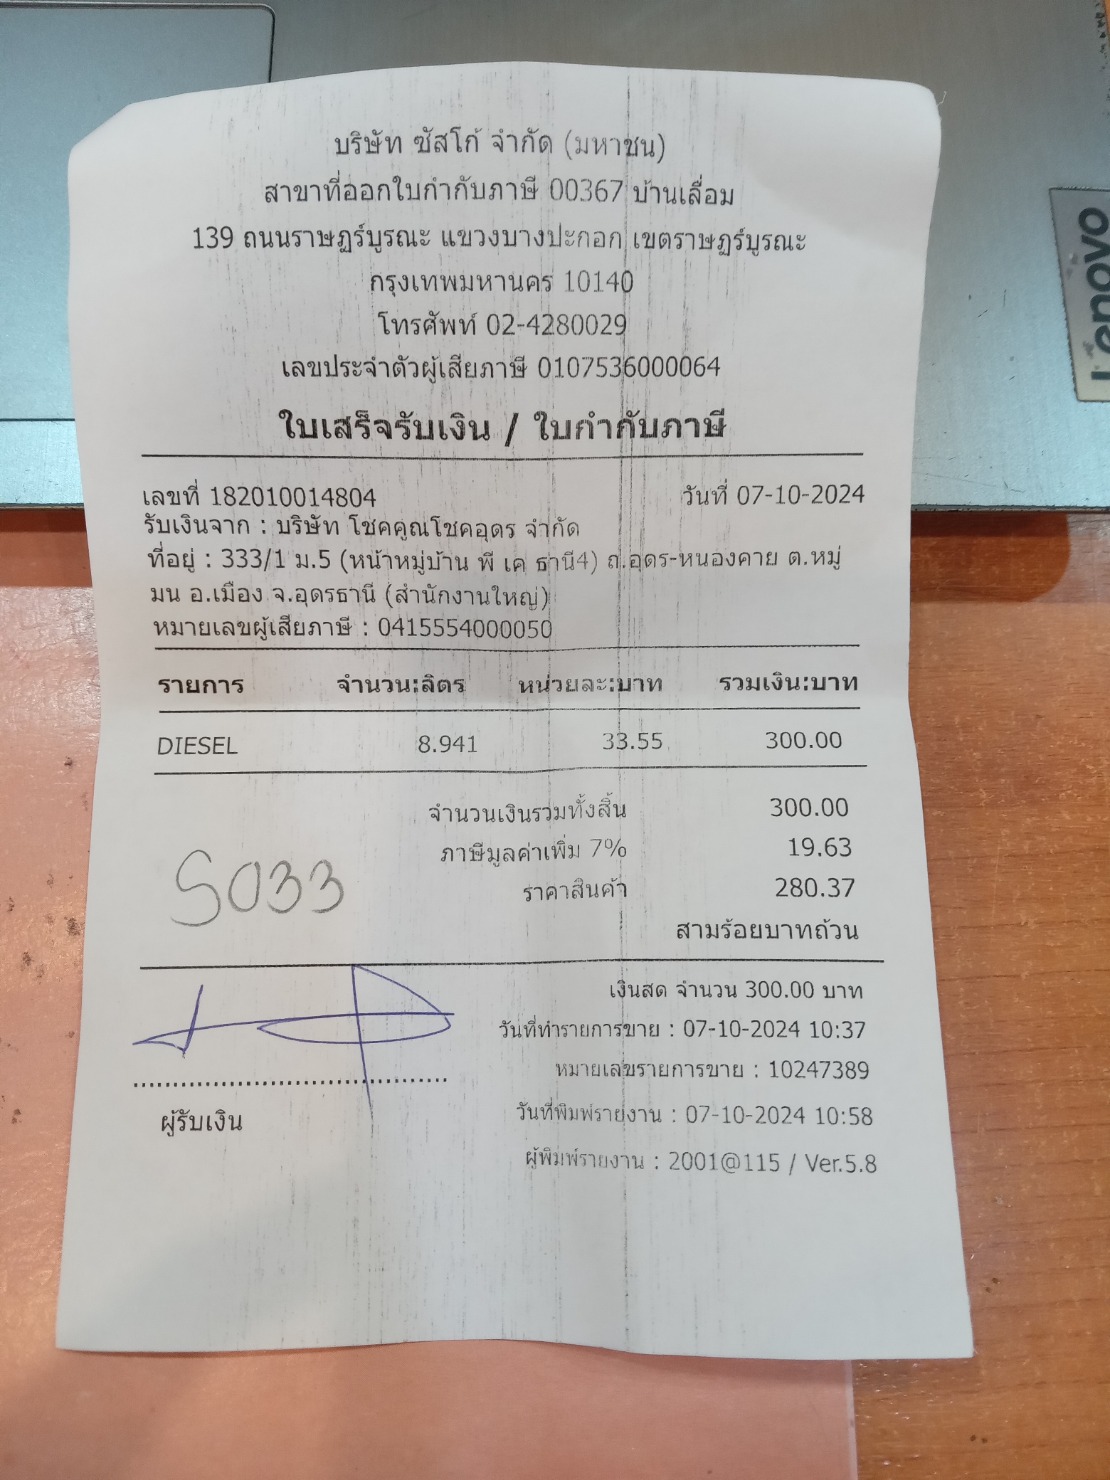 บริษัท ซัสโก้ จำกัด (มหาชน)
สาขาที่ออกใบกำกับภาษี 00367 บ้านเลื่อม
139 ถนนราษฎร์บูรณะ แขวงบางปะกอก เขตราษฎร์บูรณะ
กรุงเทพมหานคร 10140
โทรศัพท์ 02-4280029
เลขประจำตัวผู้เสียภาษี 0107536000064
ใบเสร็จรับเงิน / ใบกำกับภาษี
เลขที่ 182010014804 วันที่ 07-10-2024
รับเงินจาก : บริษัท โชคคูณโชคอุดร จำกัด
ที่อยู่ : 333/1 ม.5 (หน้าหมู่บ้าน พี เค ธานี4) ถ.อุดร-หนองคาย ต.หมู่
มน อ.เมือง จ.อุดรธานี (สำนักงานใหญ่)
หมายเลขผู้เสียภาษี : 0415554000050
รายการ จำนวน:ลิตร หน่วยละ:บาท รวมเงิน:บาท
DIESEL 8.941 33.55 300.00
จำนวนเงินรวมทั้งสิ้น 300.00
ภาษีมูลค่าเพิ่ม 7% 19.63
ราคาสินค้า 280.37
S033
สามร้อยบาทถ้วน
เงินสด จำนวน 300.00 บาท
วันที่ทำรายการขาย : 07-10-2024 10:37
หมายเลขรายการขาย : 10247389
ผู้รับเงิน
วันที่พิมพ์รายงาน : 07-10-2024 10:58
ผู้พิมพ์รายงาน : 2001@115 / Ver.5.8
Lenovo